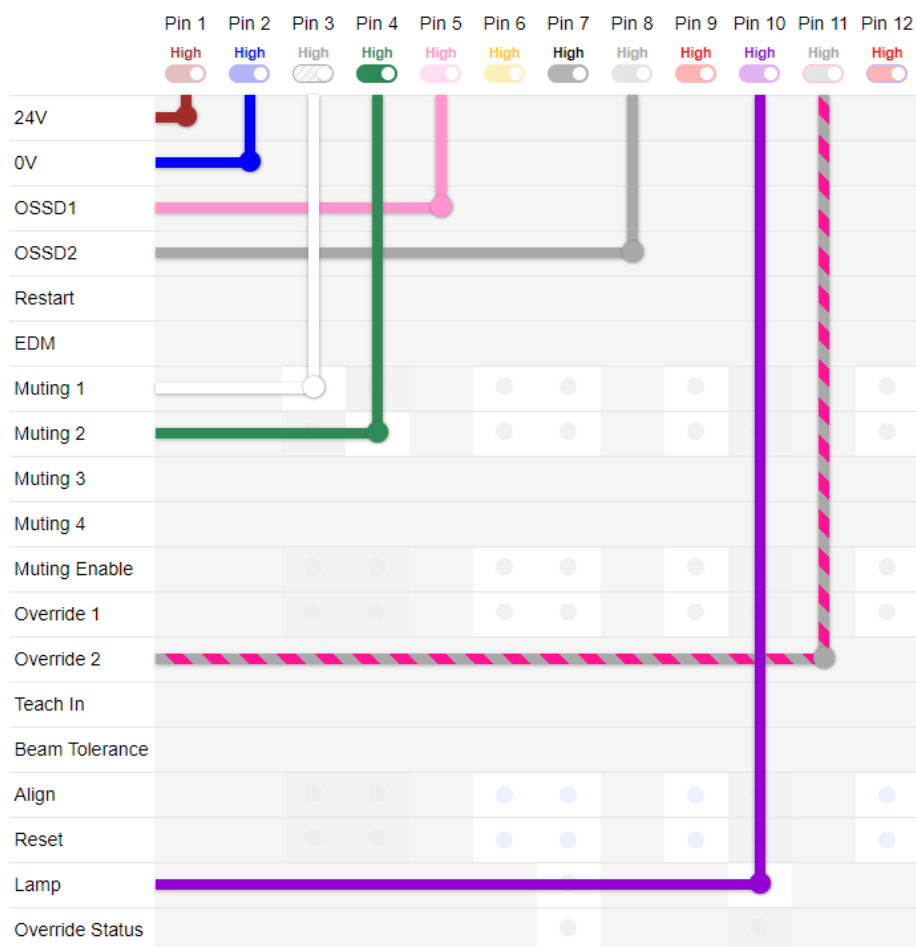 Pin 1 Pin 2 Pin 3 Pin 4 Pin 5 Pin 6 Pin 7 Pin 8 Pin 9 Pin 10 Pin 11 Pin 12
High High High High High High High High High High High High
24V
0V
OSSD1
OSSD2
Restart
EDM
Muting 1
Muting 2
Muting 3
Muting 4
Muting Enable
Override 1
Override 2
Teach In
Beam Tolerance
Align
Reset
Lamp
Override Status